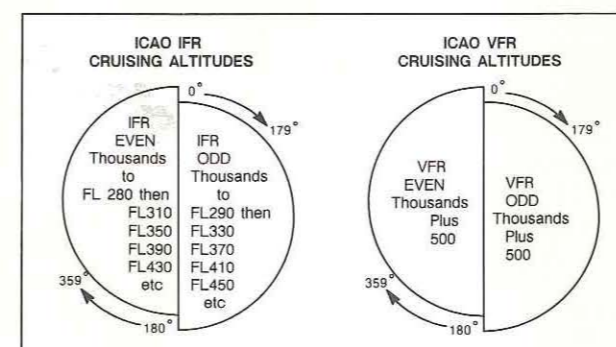 ICAO IFR
CRUISING ALTITUDES
0°
179°
IFR
EVEN
Thousands
to
FL 280 then
FL310
FL350
FL390
FL430
etc
IFR
ODD
Thousands
to
FL290 then
FL330
FL370
FL410
FL450
etc
359°
180°
ICAO VFR
CRUISING ALTITUDES
0°
179°
VFR
EVEN
Thousands
Plus
500
VFR
ODD
Thousands
Plus
500
359°
180°